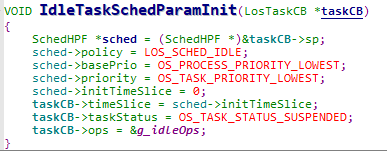 VOID IdleTaskSchedParamInit(LosTaskCB *taskCB)
{
    SchedHPF *sched = (SchedHPF *)&taskCB->sp;
    sched->policy = LOS_SCHED_IDLE;
    sched->basePrio = OS_PROCESS_PRIORITY_LOWEST;
    sched->priority = OS_TASK_PRIORITY_LOWEST;
    sched->initTimeSlice = 0;
    taskCB->timeSlice = sched->initTimeSlice;
    taskCB->taskStatus = OS_TASK_STATUS_SUSPENDED;
    taskCB->ops = &g_idleOps;
}